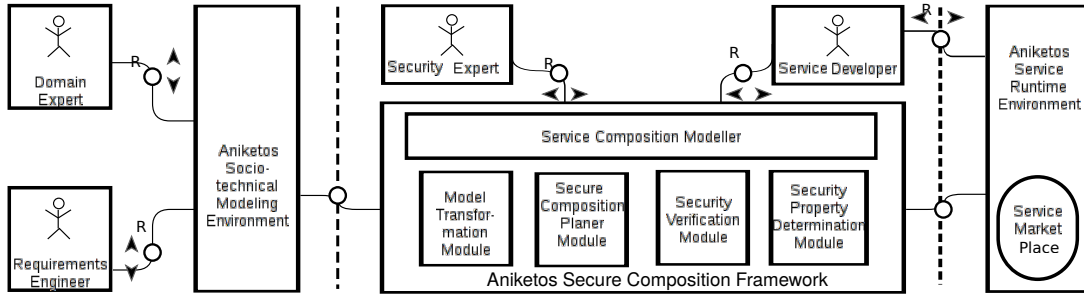 R
Domain
Expert
R
Requirements
Engineer
Aniketos
Socio-
technical
Modeling
Environment
R
Security Expert
R
Service Developer
R
Service Composition Modeller
Model
Transfor-
mation
Module
Secure
Composition
Planer Module
Security
Verification
Module
Security
Property
Determination
Module
Aniketos Secure Composition Framework
Aniketos
Service
Runtime
Environment
Service
Market
Place